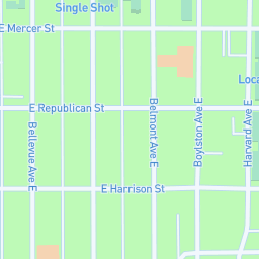 Single Shot
E Mercer St
Loca
E Republican St
Bellevue Ave E
Belmont Ave E
Boylston Ave E
Harvard Ave E
E Harrison St